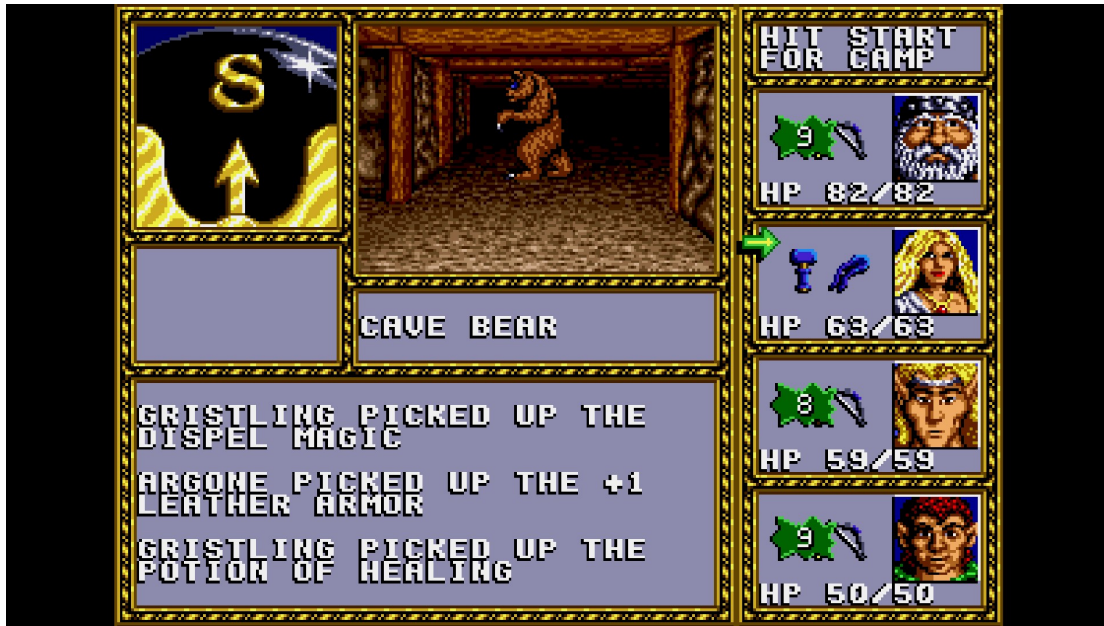 S
HIT START
FOR CAMP
9
HP 82/82
HP 63/63
8
HP 59/59
9
HP 50/50
CAVE BEAR
GRISTLING PICKED UP THE
DISPEL MAGIC
ARGONE PICKED UP THE +1
LEATHER ARMOR
GRISTLING PICKED UP THE
POTION OF HEALING